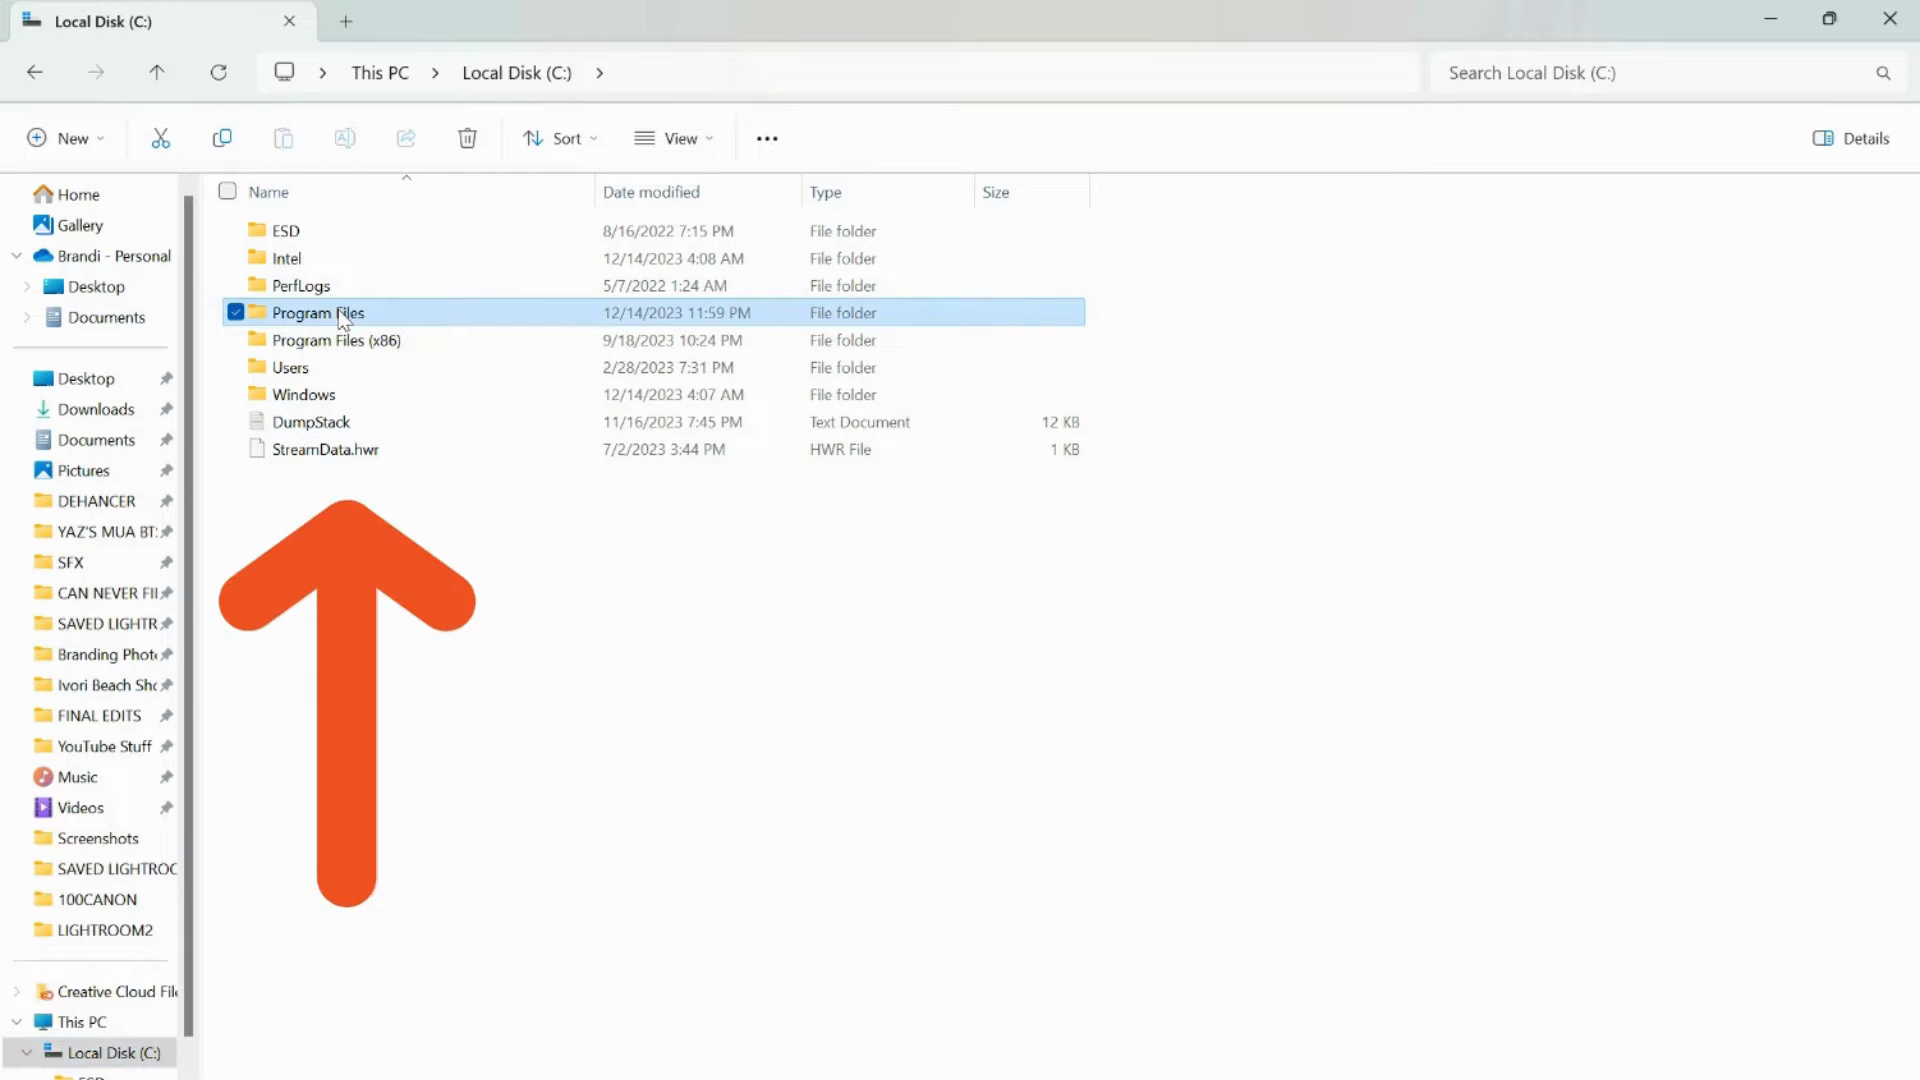 Local Disk (C:)
This PC Local Disk (C:)
Search Local Disk (C:)
New
Sort
View
Details
Name Date modified Type Size
ESD 8/16/2022 7:15 PM File folder
Intel 12/14/2023 4:08 AM File folder
PerfLogs 5/7/2022 1:24 AM File folder
Program Files 12/14/2023 11:59 PM File folder
Program Files (x86) 9/18/2023 10:24 PM File folder
Users 2/28/2023 7:31 PM File folder
Windows 12/14/2023 4:07 AM File folder
DumpStack 11/16/2023 7:45 PM Text Document 12 KB
StreamData.hwr 7/2/2023 3:44 PM HWR File 1 KB
Home
Gallery
Brandi - Personal
Desktop
Documents
Desktop
Downloads
Documents
Pictures
DEHANCER
YAZ'S MUA BT
SFX
CAN NEVER FI
SAVED LIGHTR
Branding Phot
Ivori Beach Sh
FINAL EDITS
YouTube Stuff
Music
Videos
Screenshots
SAVED LIGHTROO
100CANON
LIGHTROOM2
Creative Cloud Fil
This PC
Local Disk (C:)